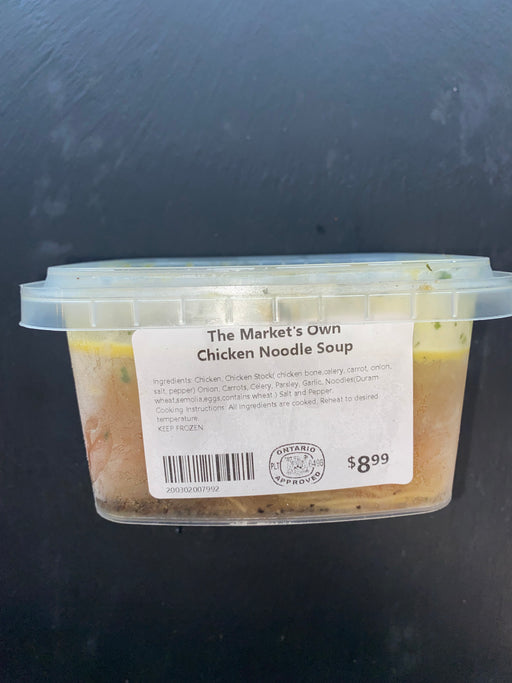 The Market's Own
Chicken Noodle Soup
Ingredients: Chicken, Chicken Stock( chicken bone,celery, carrot, onion,
salt, pepper) Onion, Carrots, Celery, Parsley, Garlic, Noodles(Duram
wheat,semolia,eggs,contains wheat ) Salt and Pepper.
Cooking Instructions: All ingredients are cooked, Reheat to desired
temperature.
KEEP FROZEN
ONTARIO
PLT 6490
APPROVED
$8.99
200302007992